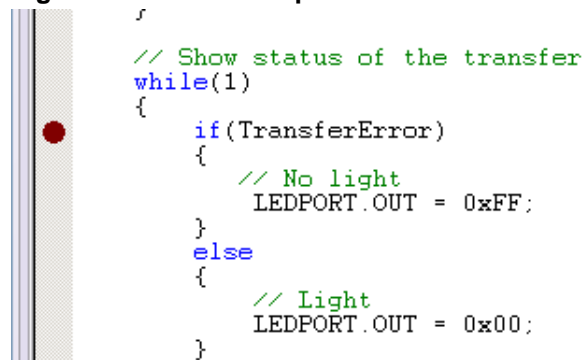 }
// Show status of the transfer
while(1)
{
if(TransferError)
{
// No light
LEDPORT.OUT = 0xFF;
}
else
{
// Light
LEDPORT.OUT = 0x00;
}